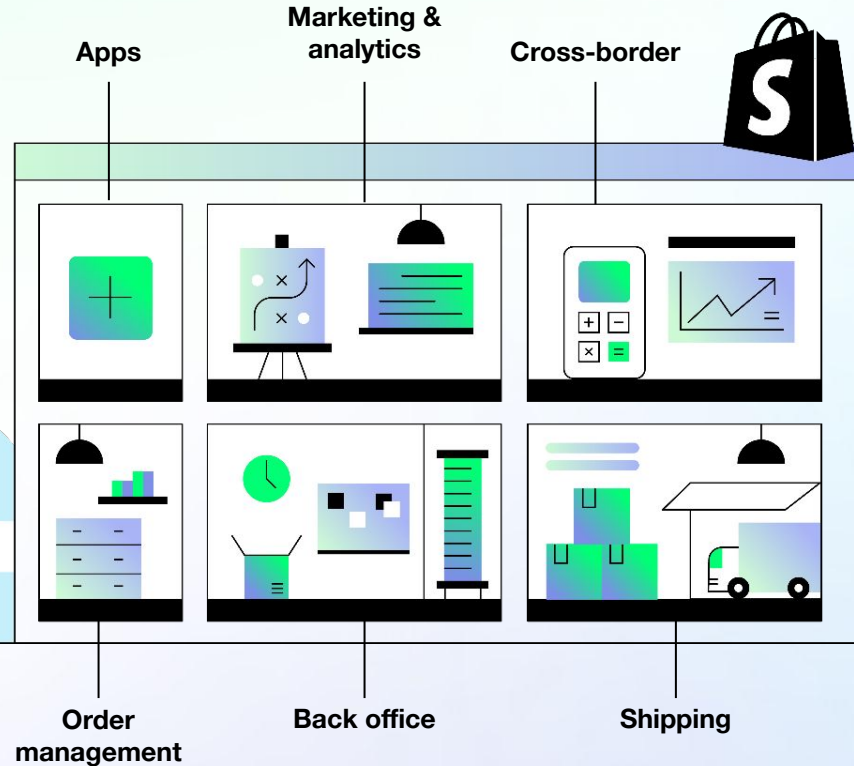 Marketing &
analytics
Apps
Cross-border
S
+ −
× =
Order
management
Back office
Shipping